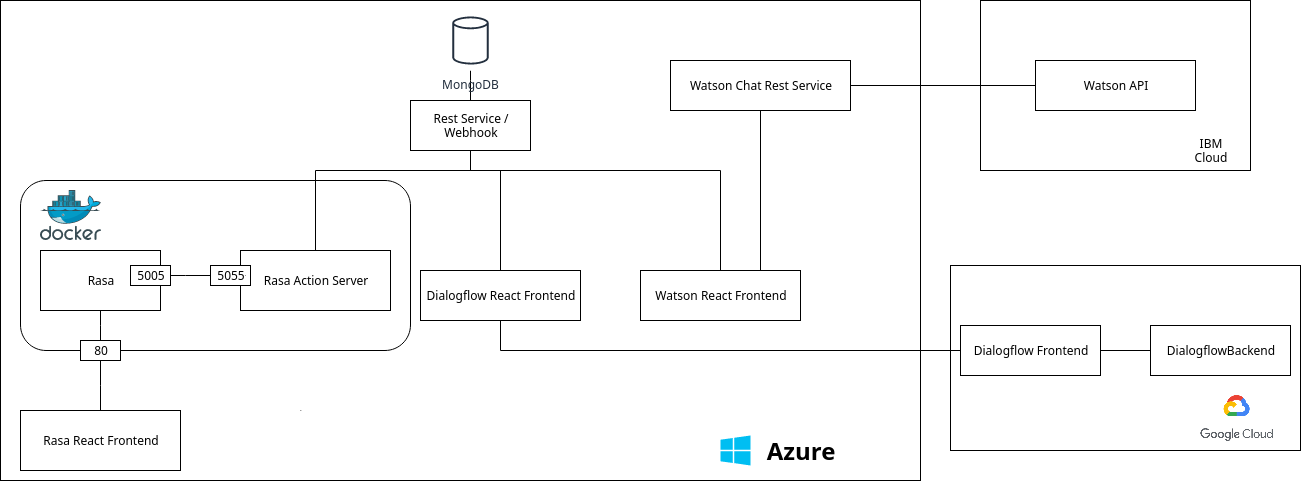 MongoDB
Watson Chat Rest Service
Watson API
Rest Service /
Webhook
IBM
Cloud
docker
Rasa
5005
5055
Rasa Action Server
Dialogflow React Frontend
Watson React Frontend
80
Dialogflow Frontend
DialogflowBackend
Google Cloud
Rasa React Frontend
Azure